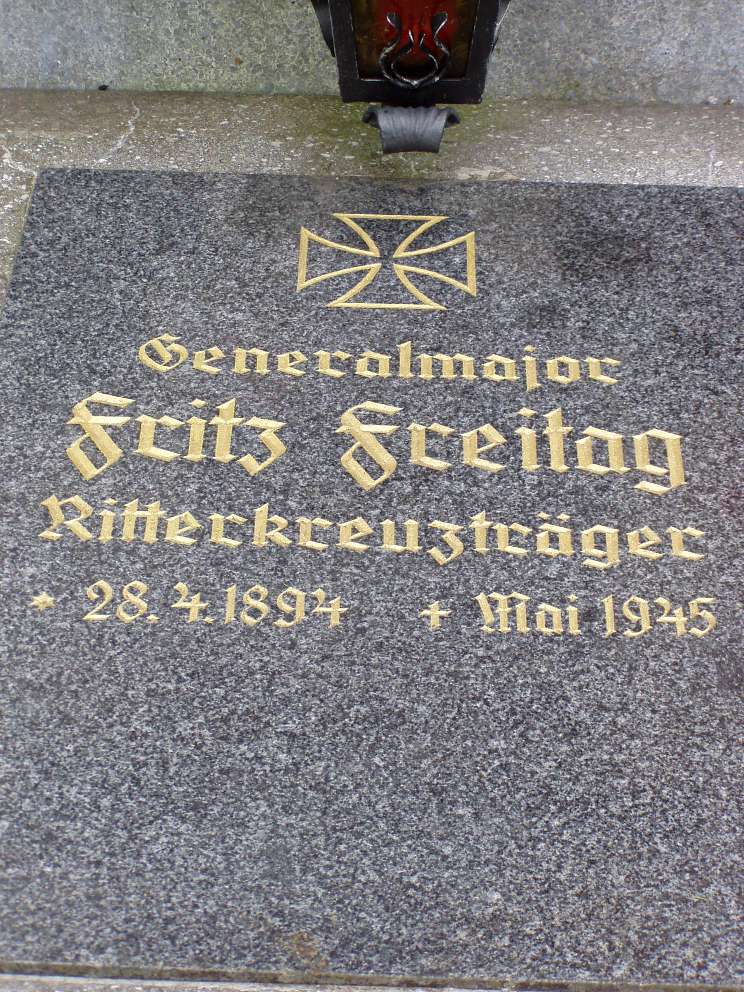 Generalmajor
Fritz Freitag
Ritterkreuzträger
* 28.4.1894 + Mai 1945